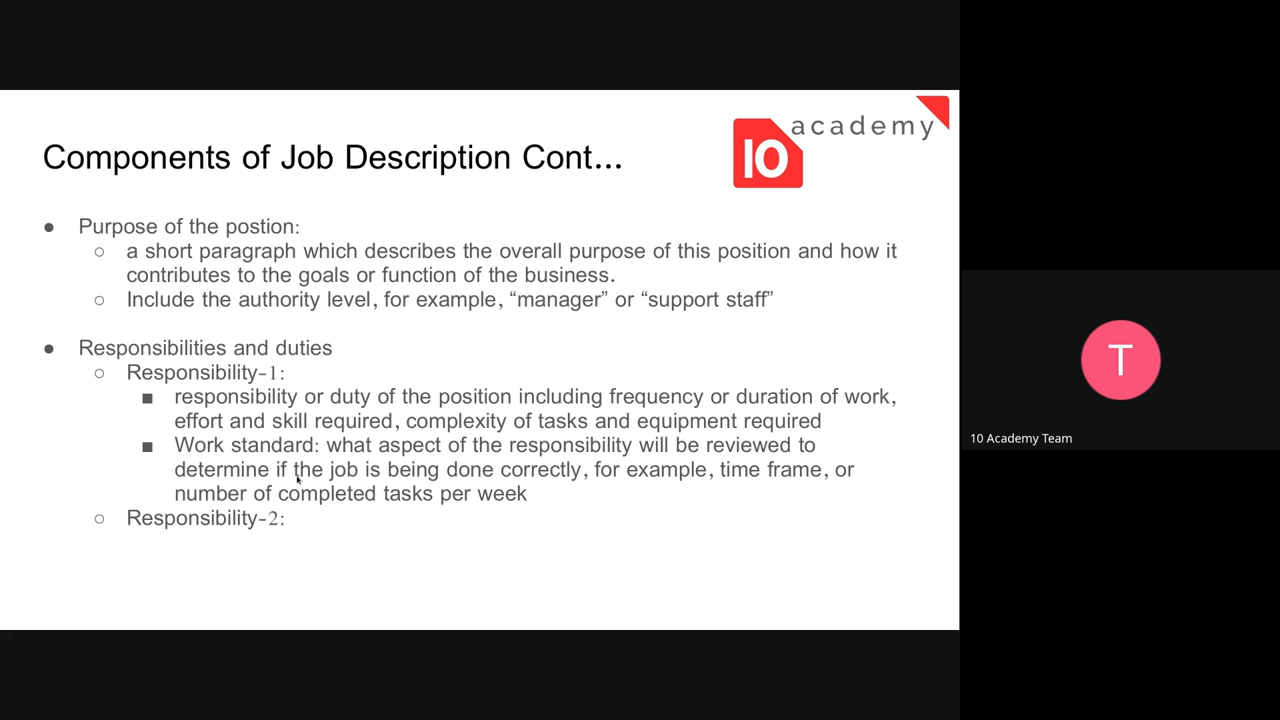 academy
10
Components of Job Description Cont...
● Purpose of the postion:
○ a short paragraph which describes the overall purpose of this position and how it
contributes to the goals or function of the business.
○ Include the authority level, for example, “manager” or “support staff”
● Responsibilities and duties
○ Responsibility-1:
■ responsibility or duty of the position including frequency or duration of work,
effort and skill required, complexity of tasks and equipment required
■ Work standard: what aspect of the responsibility will be reviewed to
determine if the job is being done correctly, for example, time frame, or
number of completed tasks per week
○ Responsibility-2:
T
10 Academy Team